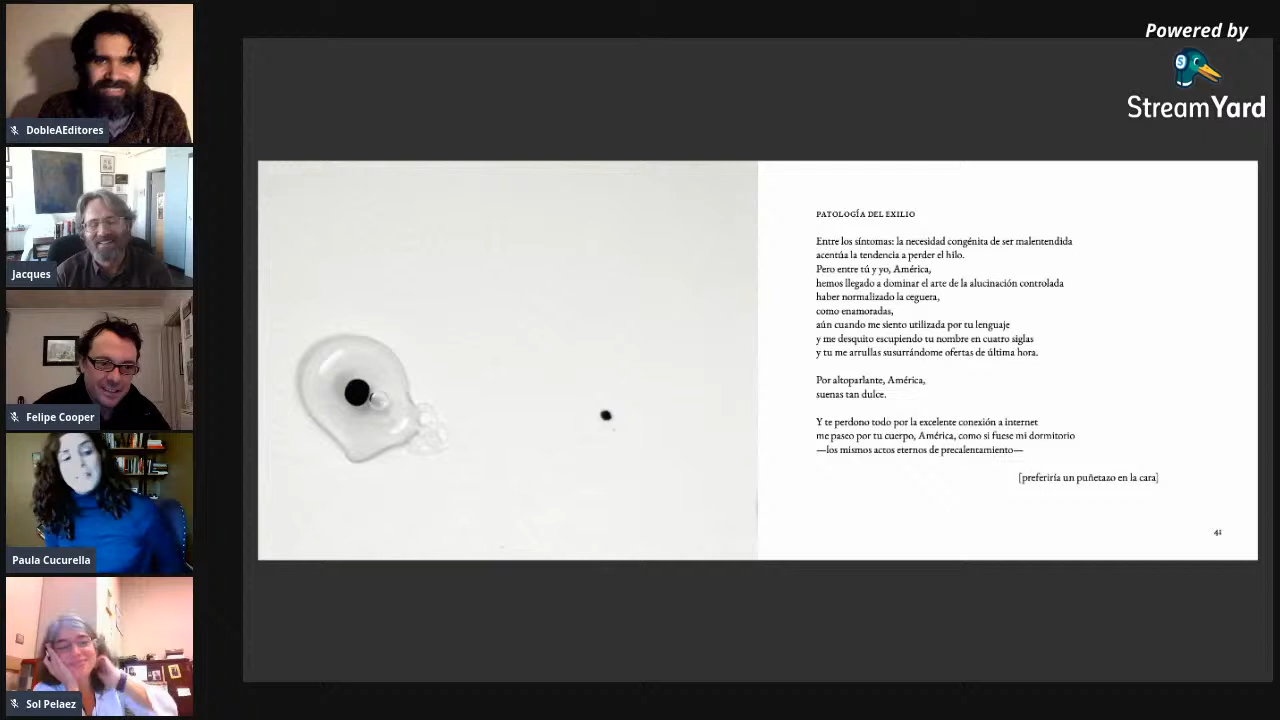 Powered by
StreamYard
DobleAEditores
Jacques
Felipe Cooper
Paula Cucurella
Sol Pelaez
PATOLOGÍA DEL EXILIO
Entre los síntomas: la necesidad congénita de ser malentendida
acentúa la tendencia a perder el hilo.
Pero entre tú y yo, América,
hemos llegado a dominar el arte de la alucinación controlada
haber normalizado la ceguera,
como enamoradas,
aún cuando me siento utilizada por tu lenguaje
y me desquito escupiendo tu nombre en cuatro siglas
y tu me arrullas susurrándome ofertas de última hora.
Por altoparlante, América,
suenas tan dulce.
Y te perdono todo por la excelente conexión a internet
me paseo por tu cuerpo, América, como si fuese mi dormitorio
—los mismos actos eternos de precalentamiento—
[preferiría un puñetazo en la cara]
41